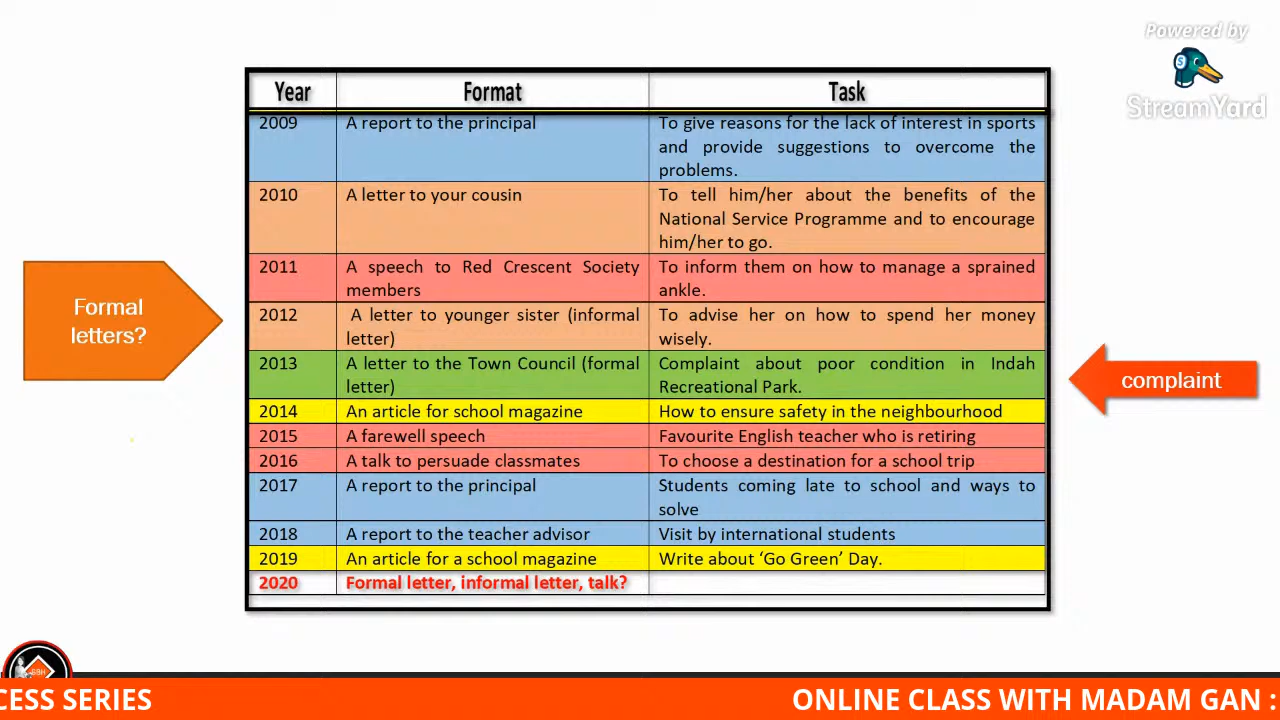 Powered by
StreamYard
Year Format Task
2009 A report to the principal To give reasons for the lack of interest in sports
and provide suggestions to overcome the
problems.
2010 A letter to your cousin To tell him/her about the benefits of the
National Service Programme and to encourage
him/her to go.
2011 A speech to Red Crescent Society To inform them on how to manage a sprained
members ankle.
2012 A letter to younger sister (informal To advise her on how to spend her money
letter) wisely.
2013 A letter to the Town Council (formal Complaint about poor condition in Indah
letter) Recreational Park.
2014 An article for school magazine How to ensure safety in the neighbourhood
2015 A farewell speech Favourite English teacher who is retiring
2016 A talk to persuade classmates To choose a destination for a school trip
2017 A report to the principal Students coming late to school and ways to
solve
2018 A report to the teacher advisor Visit by international students
2019 An article for a school magazine Write about ‘Go Green’ Day.
2020 Formal letter, informal letter, talk?
Formal
letters?
complaint
CESS SERIES ONLINE CLASS WITH MADAM GAN :